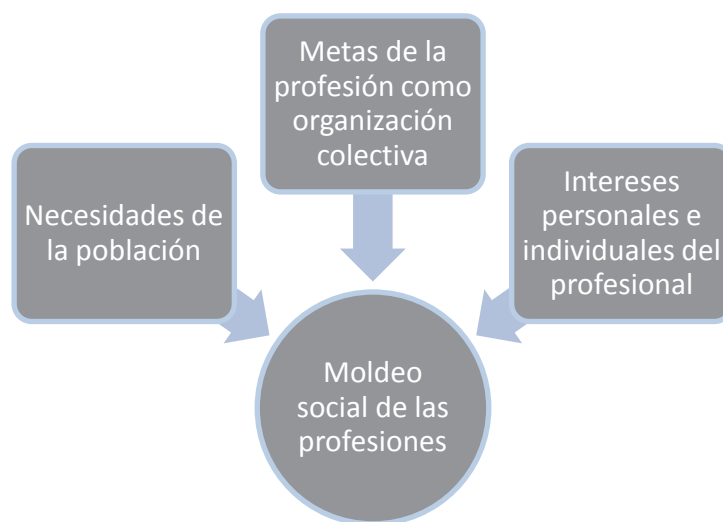 Metas de la
profesión como
organización
colectiva
Necesidades de
la población
Intereses
personales e
individuales del
profesional
Moldeo
social de las
profesiones